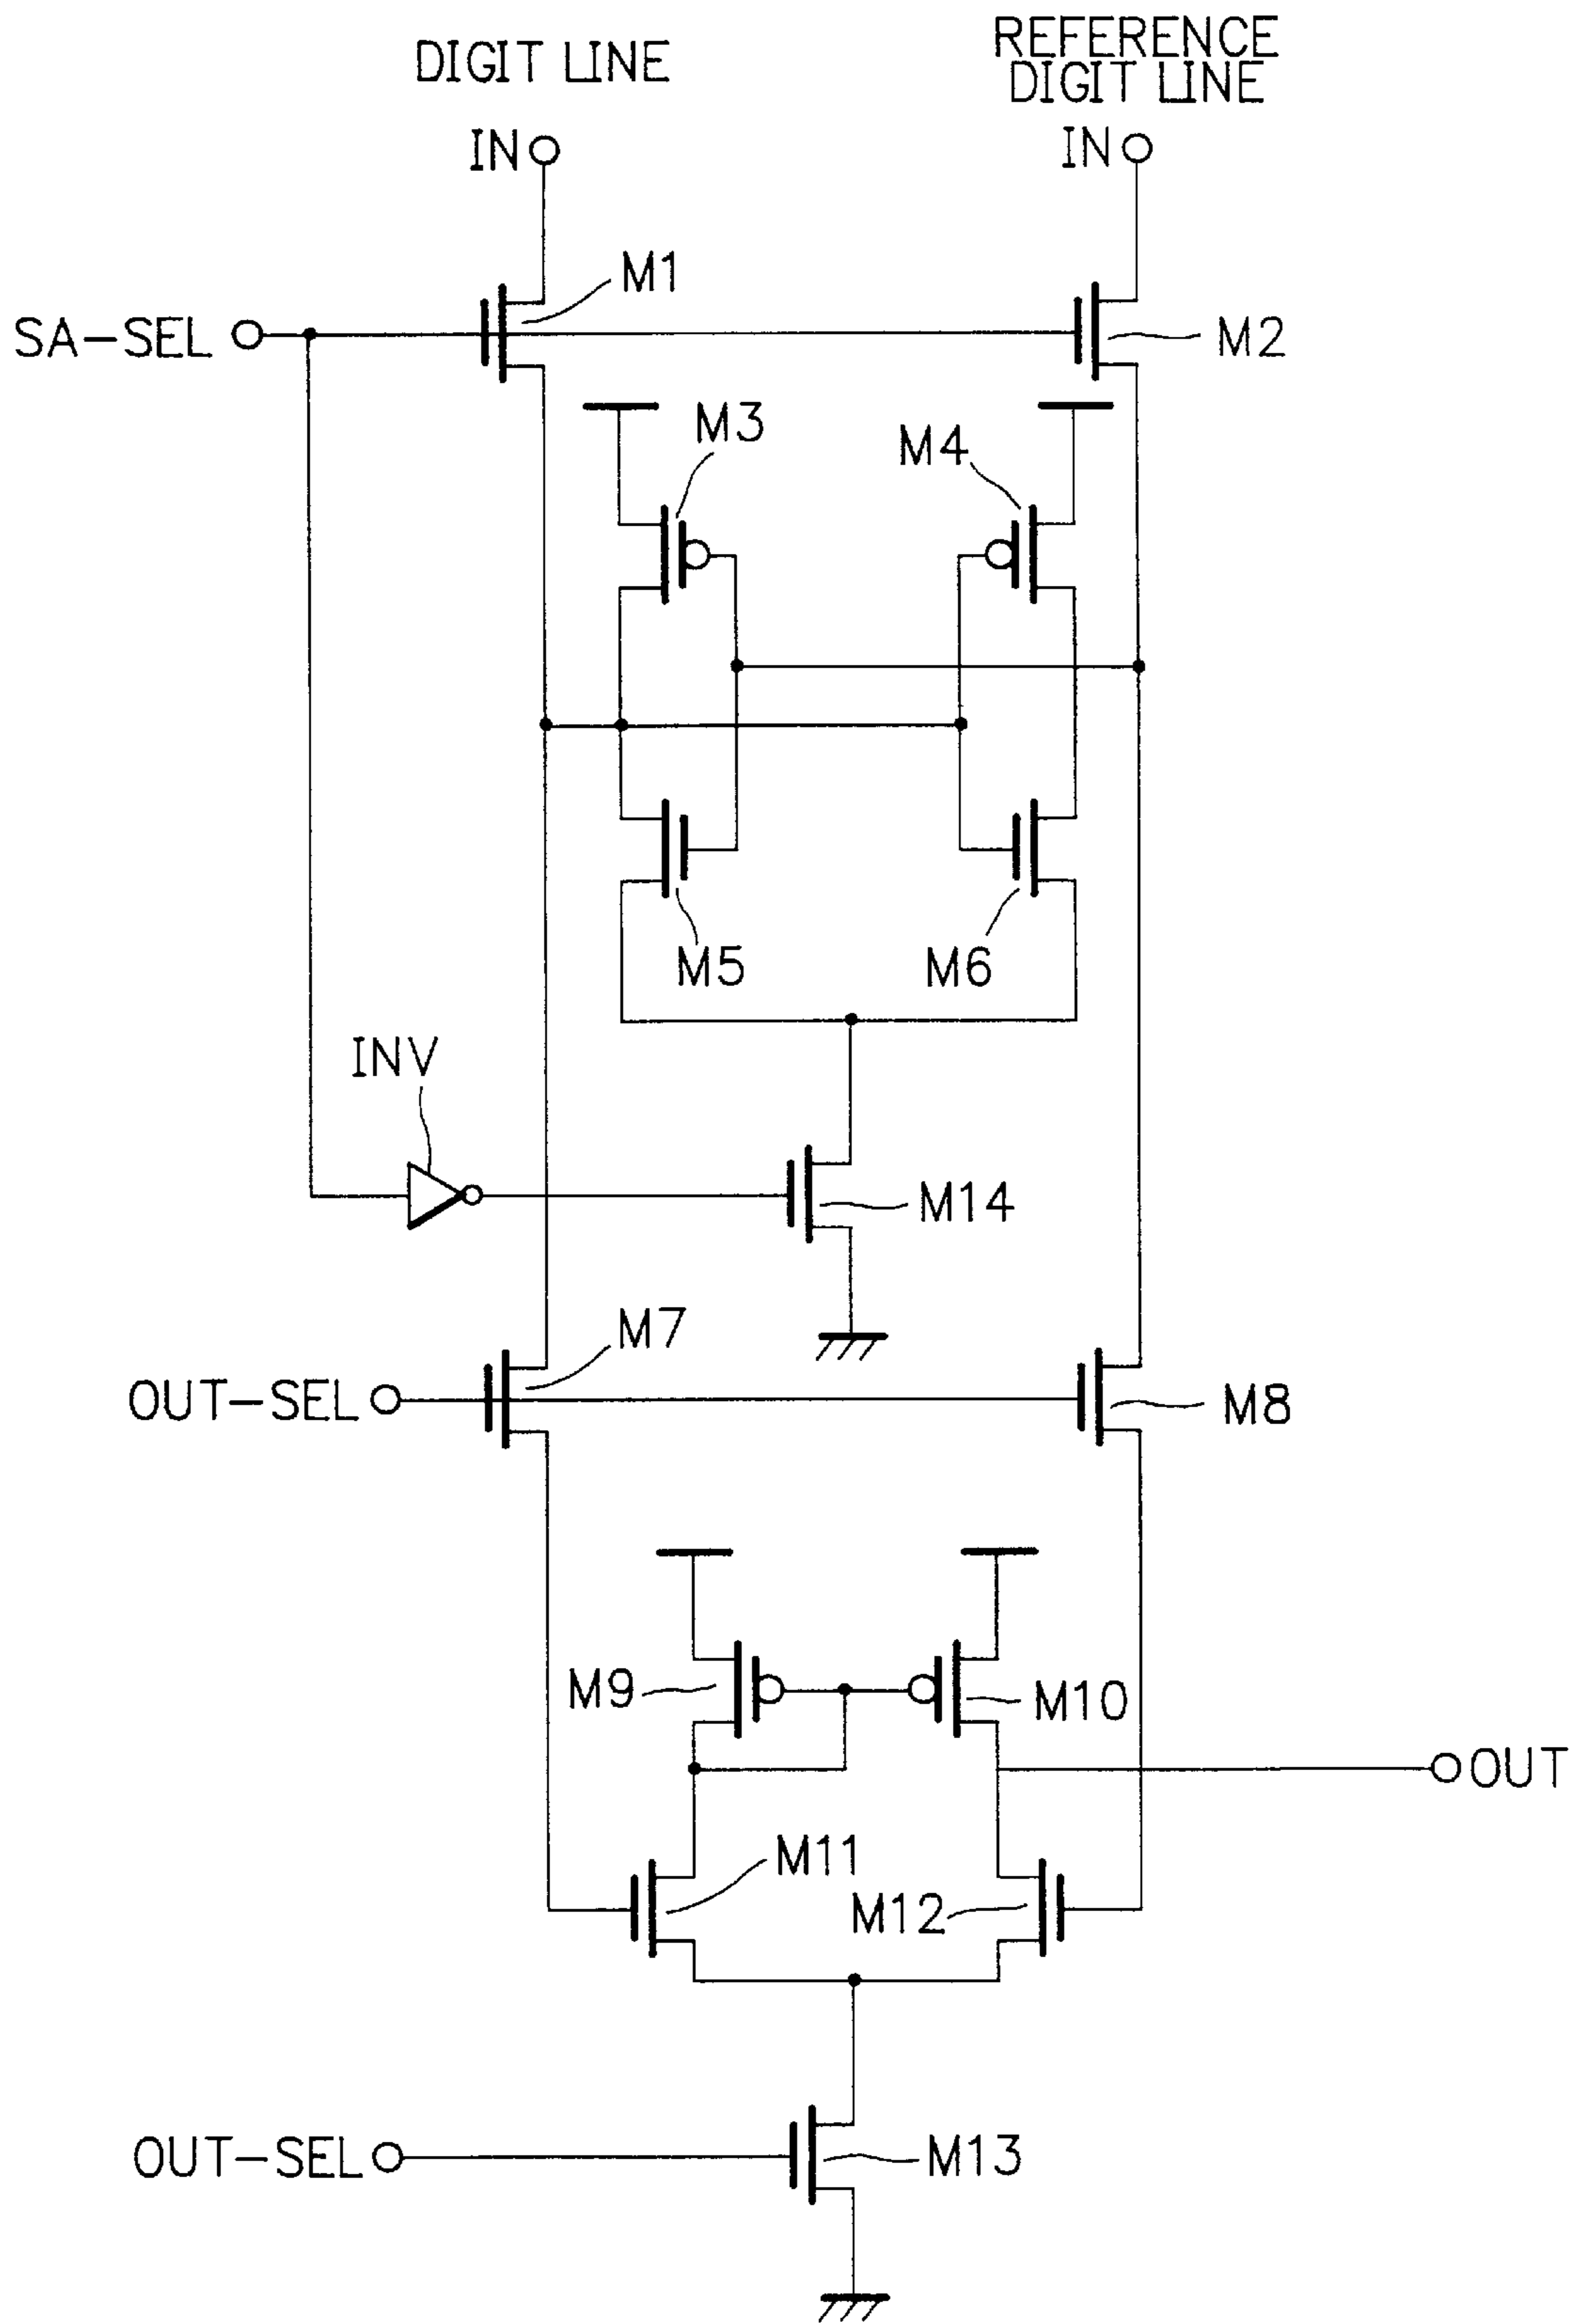 DIGIT LINE
REFERENCE
DIGIT LINE
IN
IN
M1
SA-SEL
M2
M3
M4
M5
M6
INV
M14
M7
OUT-SEL
M8
M9
M10
OUT
M11
M12
OUT-SEL
M13